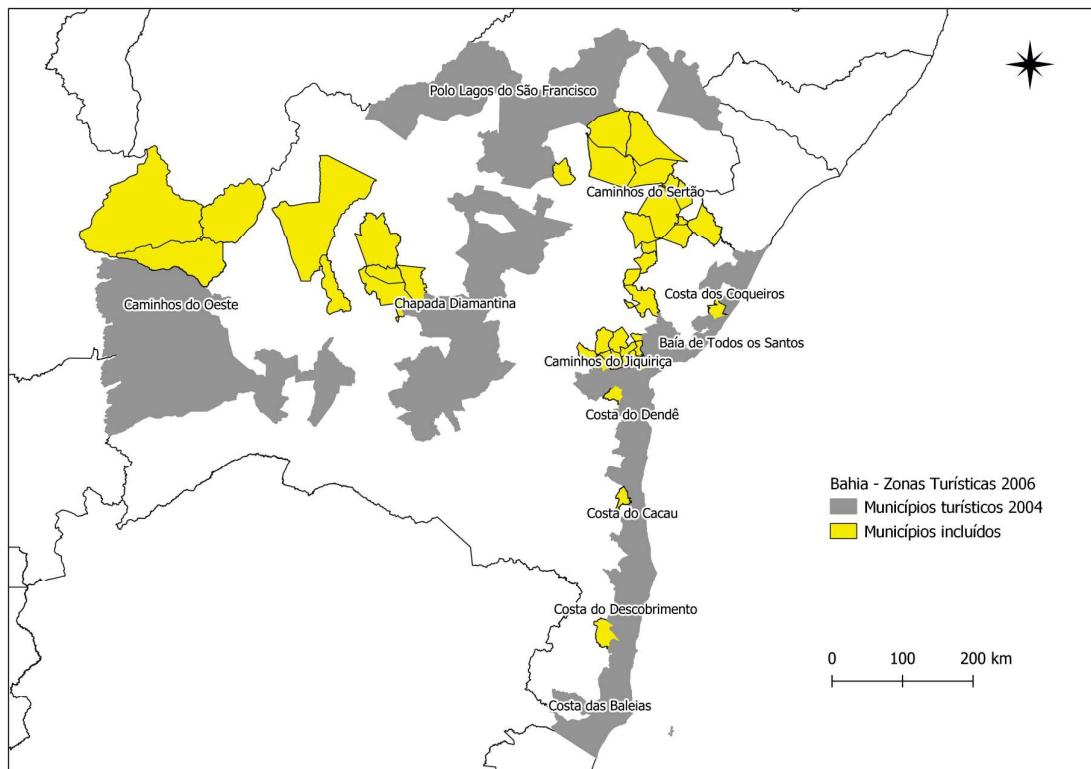 Polo Lagos do São Francisco
Caminhos do Sertão
Caminhos do Oeste
Chapada Diamantina
Costa dos Coqueiros
Baía de Todos os Santos
Caminhos do Jiquiriça
Costa do Dendê
Costa do Cacau
Costa do Descobrimento
Costa das Baleias
Bahia - Zonas Turísticas 2006
Municípios turísticos 2004
Municípios incluídos
0 100 200 km